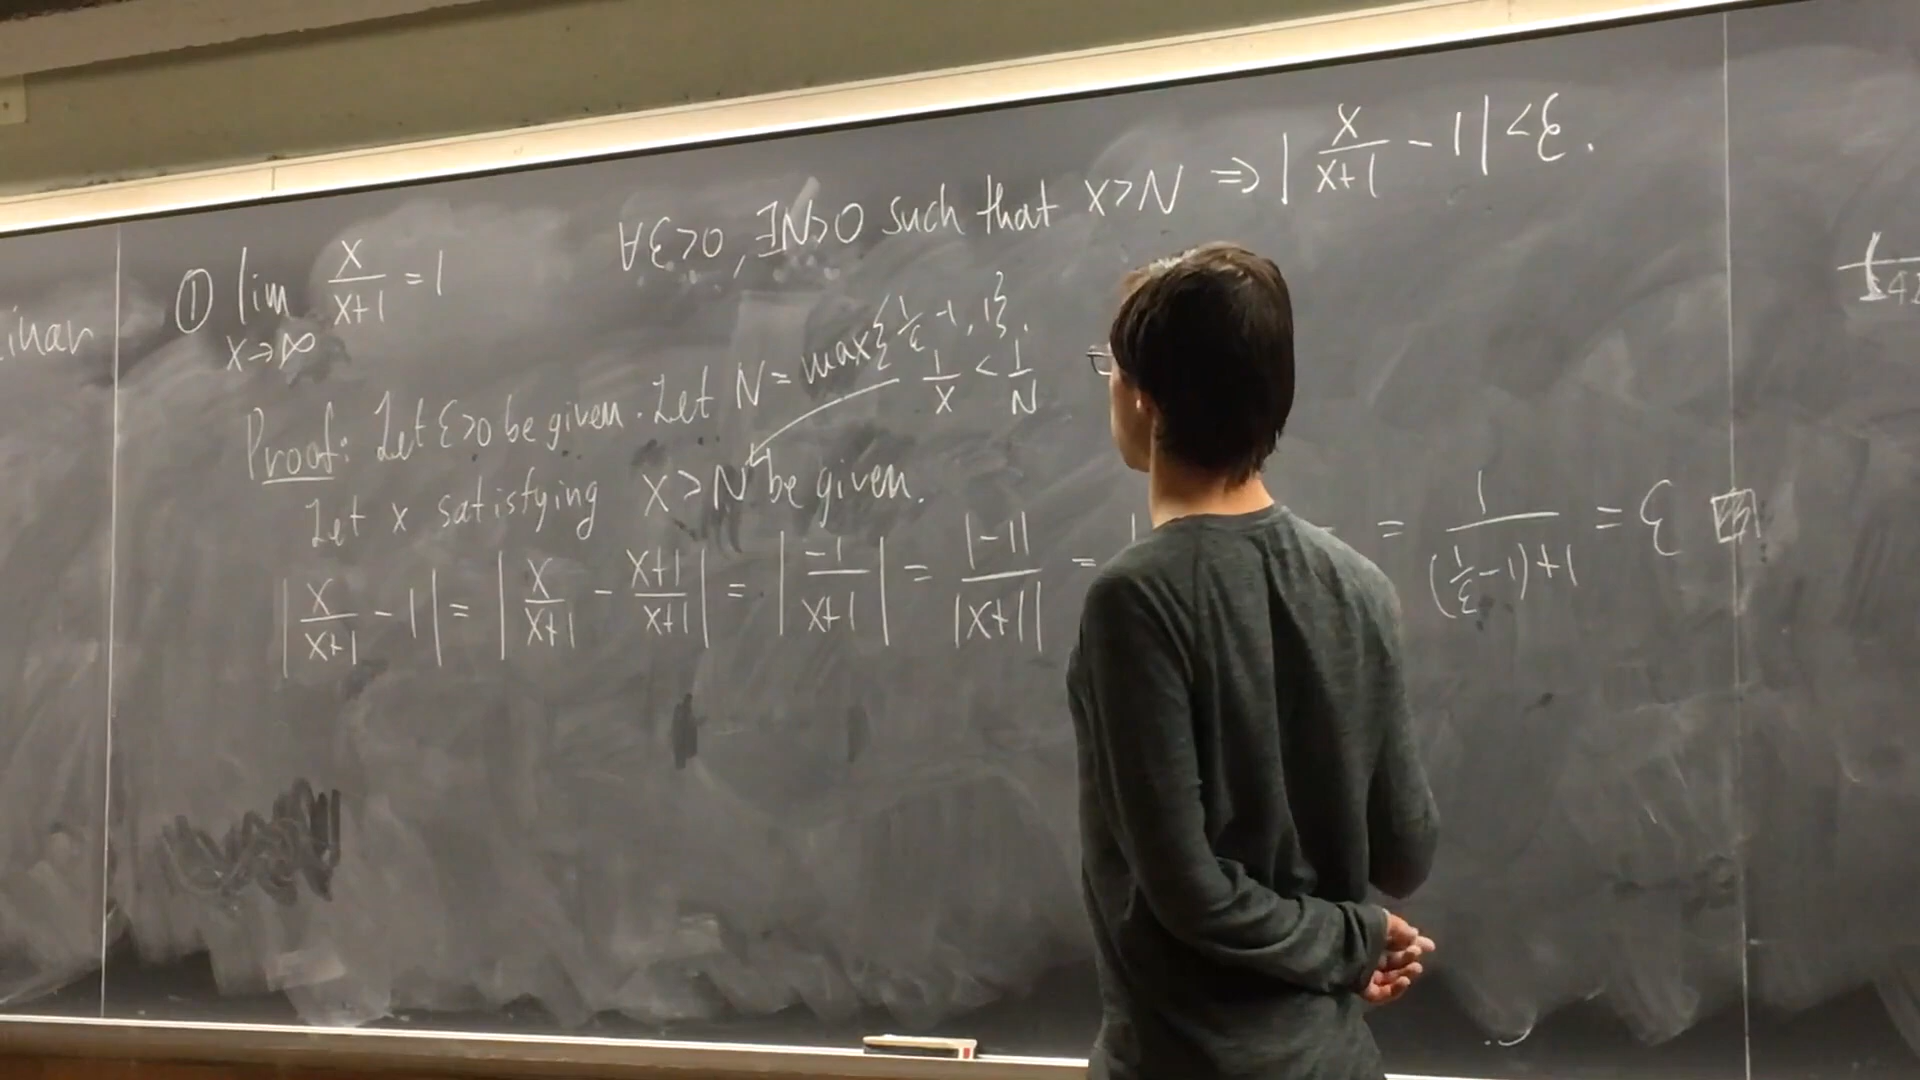 ∀ε>0, ∃N>0 such that x>N ⇒ | x/(x+1) - 1 | < ε.
① lim x→∞ x/(x+1) = 1
inar
Proof: Let ε>0 be given. Let N = max{1/ε - 1, 1}.
1/x < 1/N
Let x satisfying x > N be given.
| x/(x+1) - 1 | = | x/(x+1) - (x+1)/(x+1) | = | -1/(x+1) | = |-1|/|x+1| = = 1/((1/ε - 1)+1) = ε